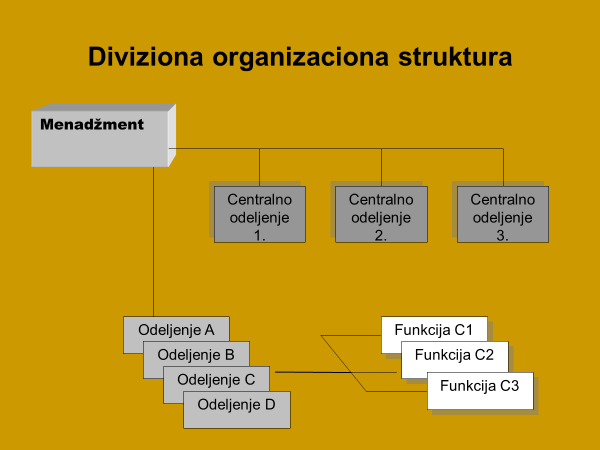 Diviziona organizaciona struktura
Menadžment
Centralno
odeljenje
1.
Centralno
odeljenje
2.
Centralno
odeljenje
3.
Odeljenje A
Odeljenje B
Odeljenje C
Odeljenje D
Funkcija C1
Funkcija C2
Funkcija C3